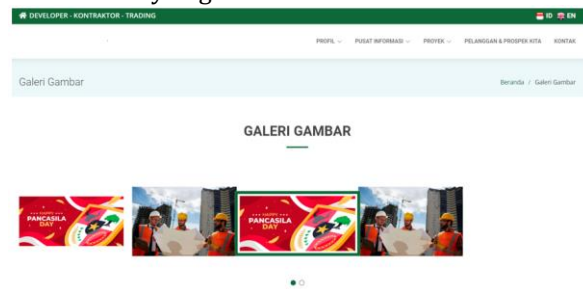 DEVELOPER - KONTRAKTOR - TRADING
ID EN
PROFIL PUSAT INFORMASI PROYEK PELANGGAN & PROSPEK KITA KONTAK
Galeri Gambar
Beranda / Galeri Gambar
GALERI GAMBAR
HAPPY
PANCASILA
DAY
HAPPY
PANCASILA
DAY